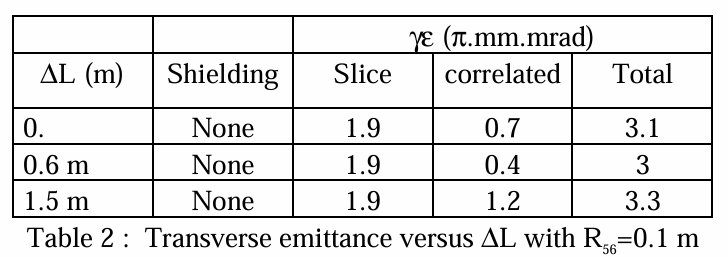 γε (π.mm.mrad)
ΔL (m) Shielding Slice correlated Total
0. None 1.9 0.7 3.1
0.6 m None 1.9 0.4 3
1.5 m None 1.9 1.2 3.3
Table 2 : Transverse emittance versus ΔL with R₅₆=0.1 m